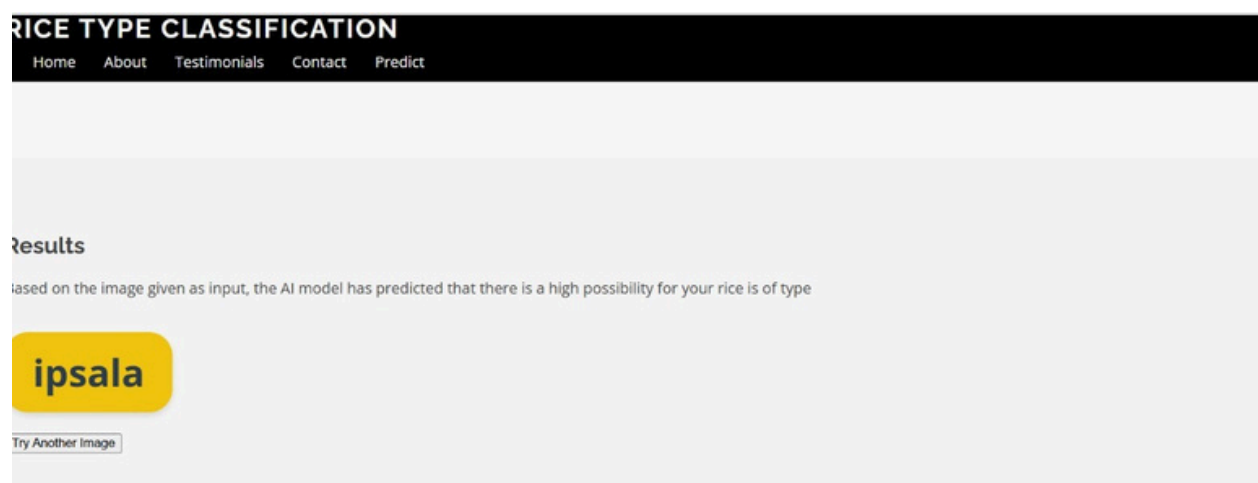 RICE TYPE CLASSIFICATION
Home About Testimonials Contact Predict
Results
Based on the image given as input, the AI model has predicted that there is a high possibility for your rice is of type
ipsala
Try Another Image